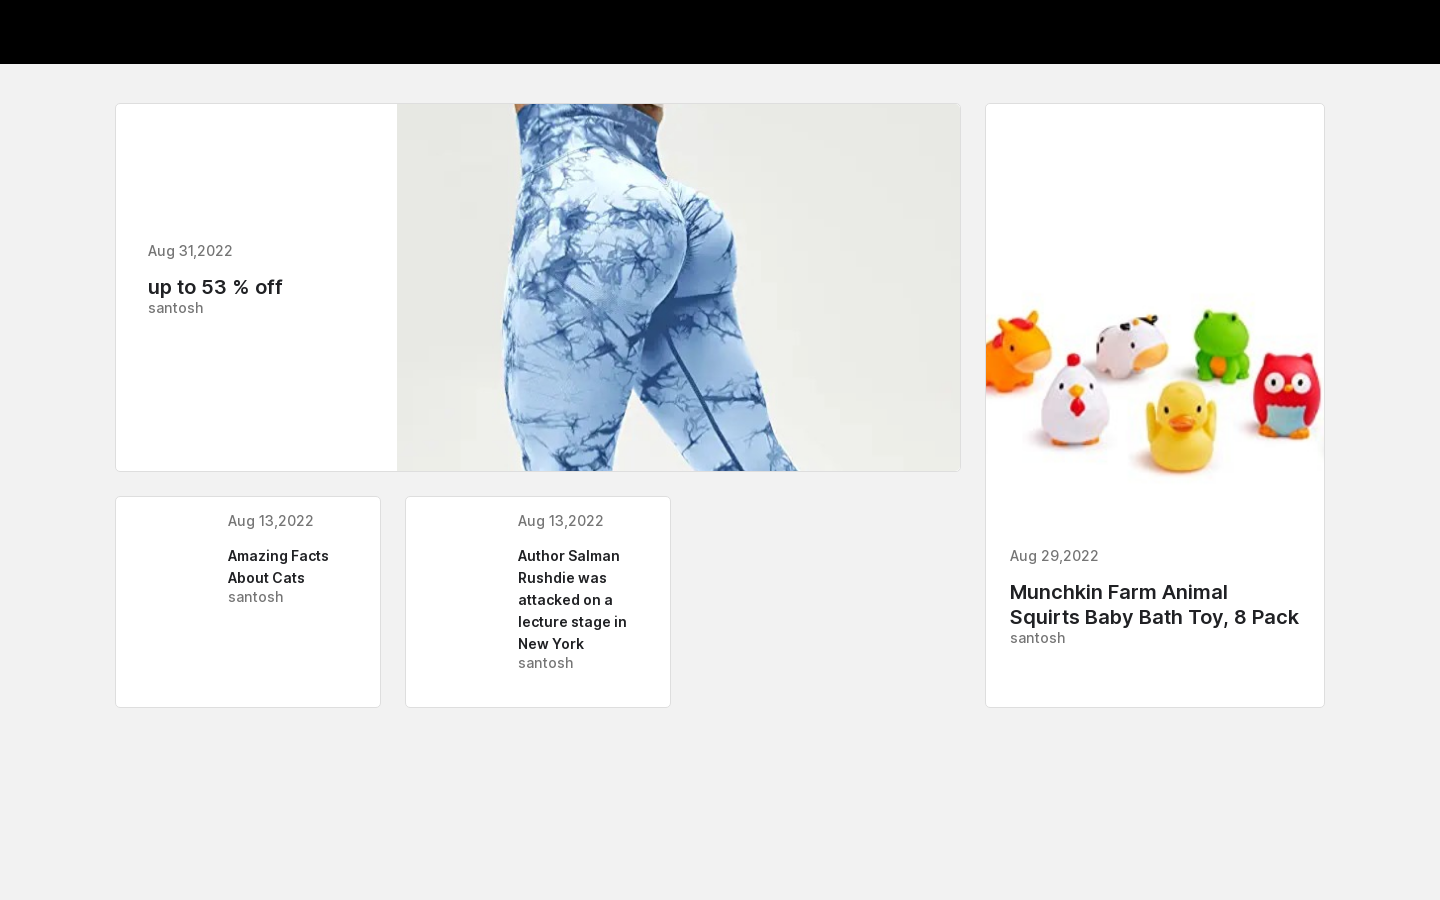 Aug 31,2022
up to 53 % off
santosh
Aug 29,2022
Munchkin Farm Animal
Squirts Baby Bath Toy, 8 Pack
santosh
Aug 13,2022
Amazing Facts
About Cats
santosh
Aug 13,2022
Author Salman
Rushdie was
attacked on a
lecture stage in
New York
santosh